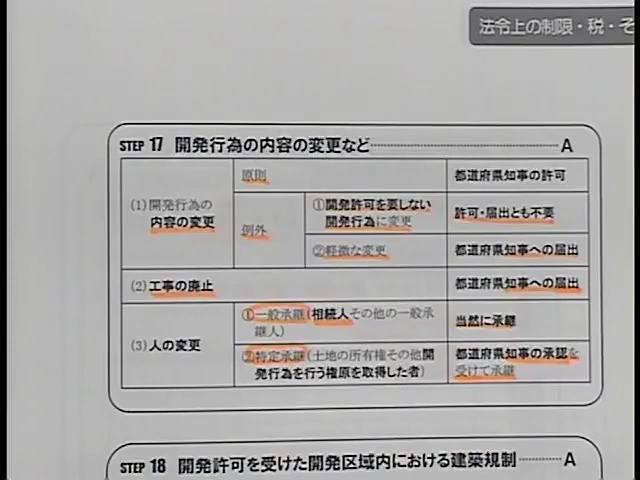 法令上の制限・税・そ
STEP 17 開発行為の内容の変更など A
(1)開発行為の
内容の変更
原則
都道府県知事の許可
例外
①開発許可を要しない
開発行為に変更
許可・届出とも不要
②軽微な変更
都道府県知事への届出
(2)工事の廃止
都道府県知事への届出
(3)人の変更
①一般承継(相続人その他の一般承
継人)
当然に承継
②特定承継(土地の所有権その他開
発行為を行う権原を取得した者)
都道府県知事の承認を
受けて承継
STEP 18 開発許可を受けた開発区域内における建築規制 A